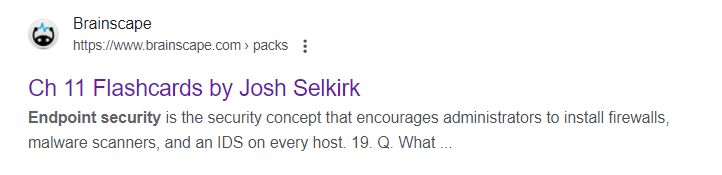 Brainscape
https://www.brainscape.com › packs
Ch 11 Flashcards by Josh Selkirk
Endpoint security is the security concept that encourages administrators to install firewalls,
malware scanners, and an IDS on every host. 19. Q. What ...